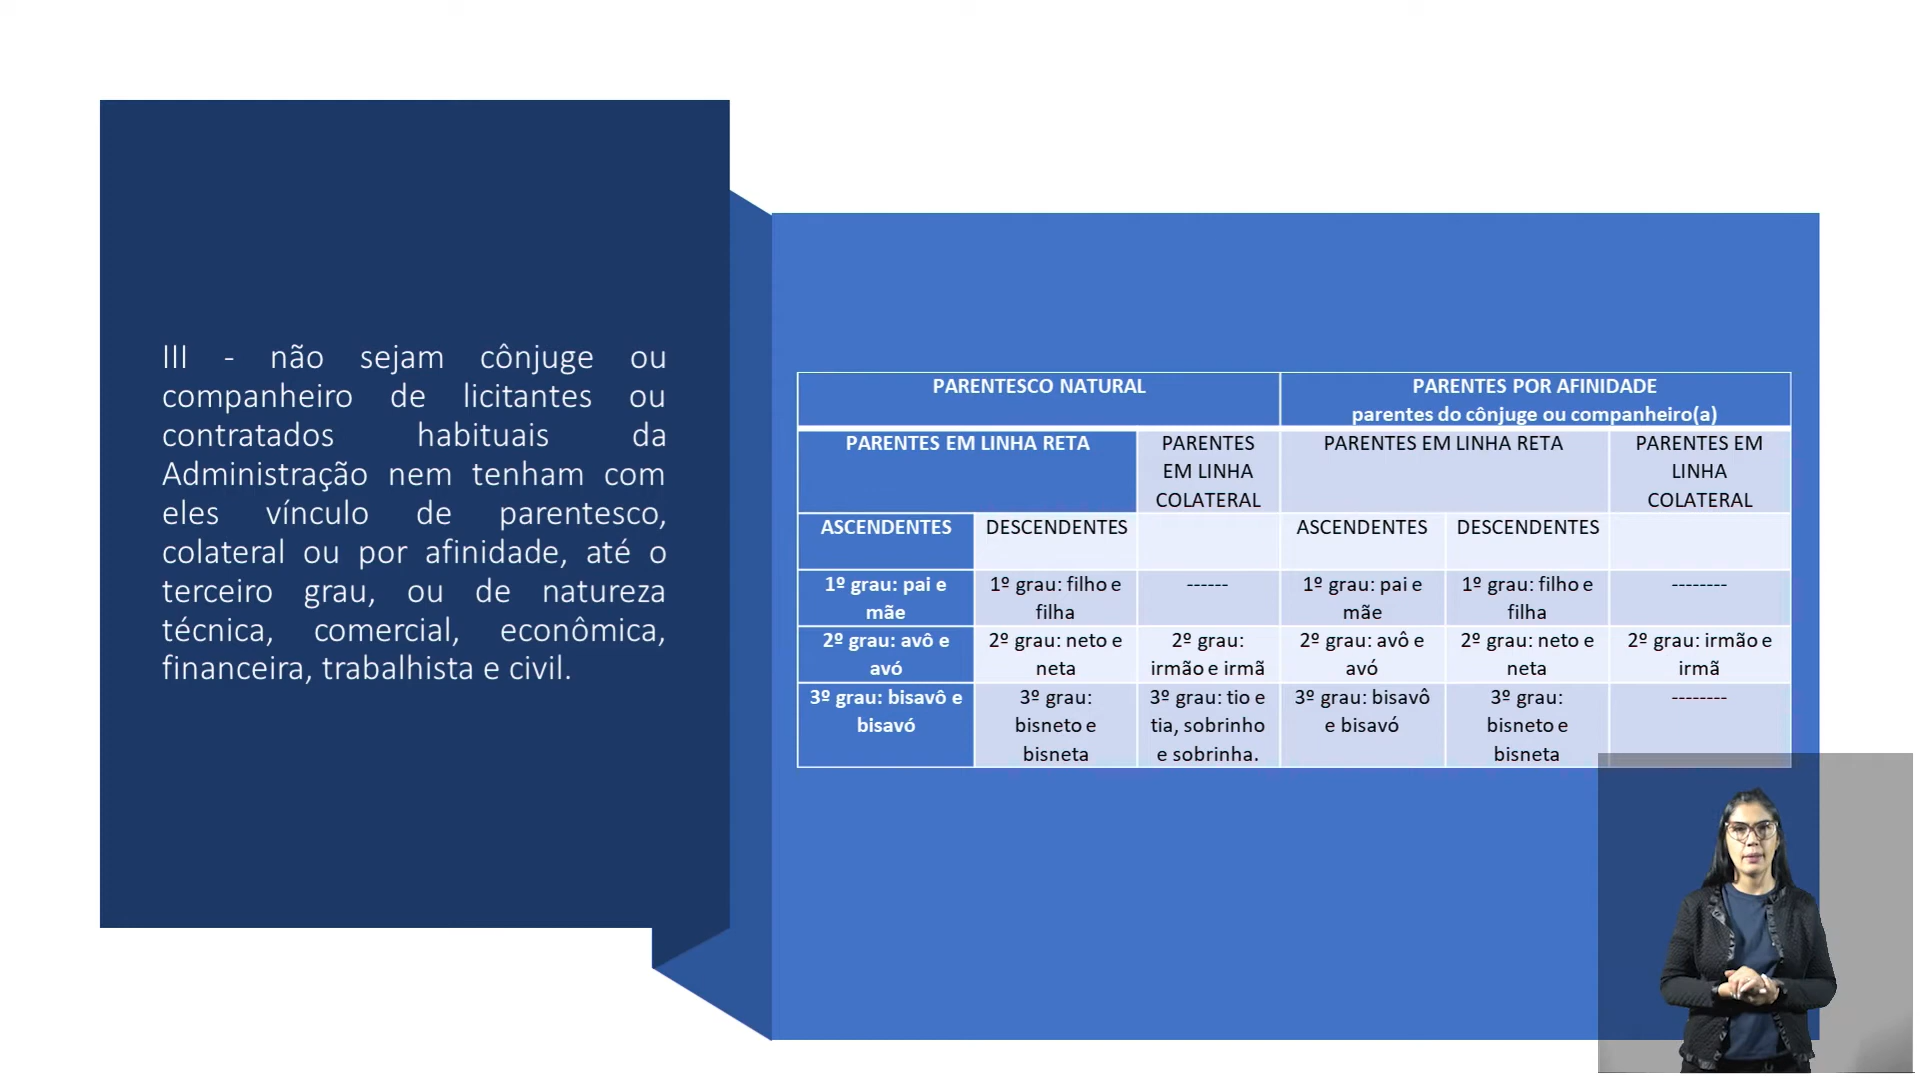 III - não sejam cônjuge ou
companheiro de licitantes ou
contratados habituais da
Administração nem tenham com
eles vínculo de parentesco,
colateral ou por afinidade, até o
terceiro grau, ou de natureza
técnica, comercial, econômica,
financeira, trabalhista e civil.
PARENTESCO NATURAL
PARENTES POR AFINIDADE
parentes do cônjuge ou companheiro(a)
PARENTES EM LINHA RETA
PARENTES
EM LINHA
COLATERAL
PARENTES EM LINHA RETA
PARENTES EM
LINHA
COLATERAL
ASCENDENTES
DESCENDENTES
ASCENDENTES
DESCENDENTES
1º grau: pai e
mãe
1º grau: filho e
filha
------
1º grau: pai e
mãe
1º grau: filho e
filha
--------
2º grau: avô e
avó
2º grau: neto e
neta
2º grau:
irmão e irmã
2º grau: avô e
avó
2º grau: neto e
neta
2º grau: irmão e
irmã
3º grau: bisavô e
bisavó
3º grau:
bisneto e
bisneta
3º grau: tio e
tia, sobrinho
e sobrinha.
3º grau: bisavô
e bisavó
3º grau:
bisneto e
bisneta
--------